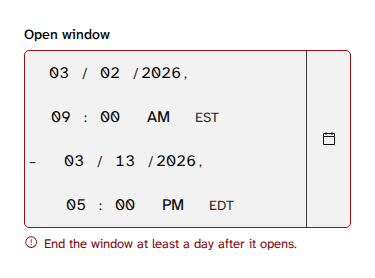 Open window
03 / 02 /2026,
09 : 00 AM EST
– 03 / 13 /2026,
05 : 00 PM EDT
End the window at least a day after it opens.